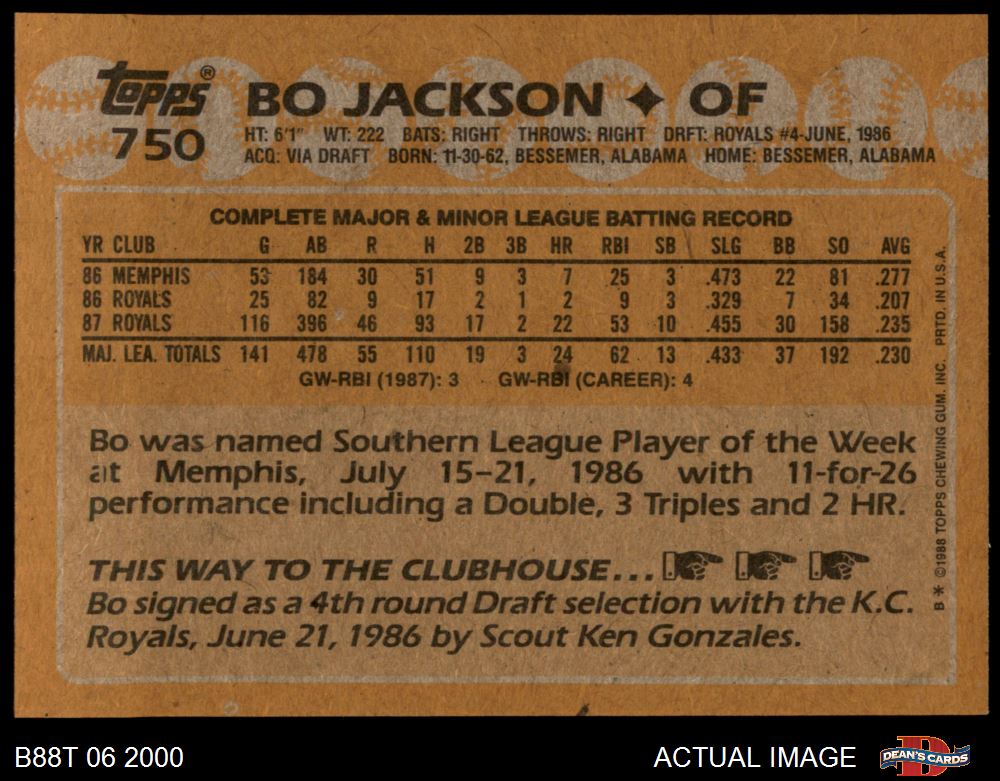 topps®
750
BO JACKSON ✦ OF
HT: 6'1" WT: 222 BATS: RIGHT THROWS: RIGHT DRFT: ROYALS #4-JUNE, 1986
ACQ: VIA DRAFT BORN: 11-30-62, BESSEMER, ALABAMA HOME: BESSEMER, ALABAMA
COMPLETE MAJOR & MINOR LEAGUE BATTING RECORD
YR CLUB G AB R H 2B 3B HR RBI SB SLG BB SO AVG
86 MEMPHIS 53 184 30 51 9 3 7 25 3 .473 22 81 .277
86 ROYALS 25 82 9 17 2 1 2 9 3 .329 7 34 .207
87 ROYALS 116 396 46 93 17 2 22 53 10 .455 30 158 .235
MAJ. LEA. TOTALS 141 478 55 110 19 3 24 62 13 .433 37 192 .230
GW-RBI (1987): 3 GW-RBI (CAREER): 4
Bo was named Southern League Player of the Week
at Memphis, July 15-21, 1986 with 11-for-26
performance including a Double, 3 Triples and 2 HR.
THIS WAY TO THE CLUBHOUSE...
Bo signed as a 4th round Draft selection with the K.C.
Royals, June 21, 1986 by Scout Ken Gonzales.
B * ©1988 TOPPS CHEWING GUM, INC. PRTD. IN U.S.A.
B88T 06 2000
ACTUAL IMAGE
DEAN'S CARDS